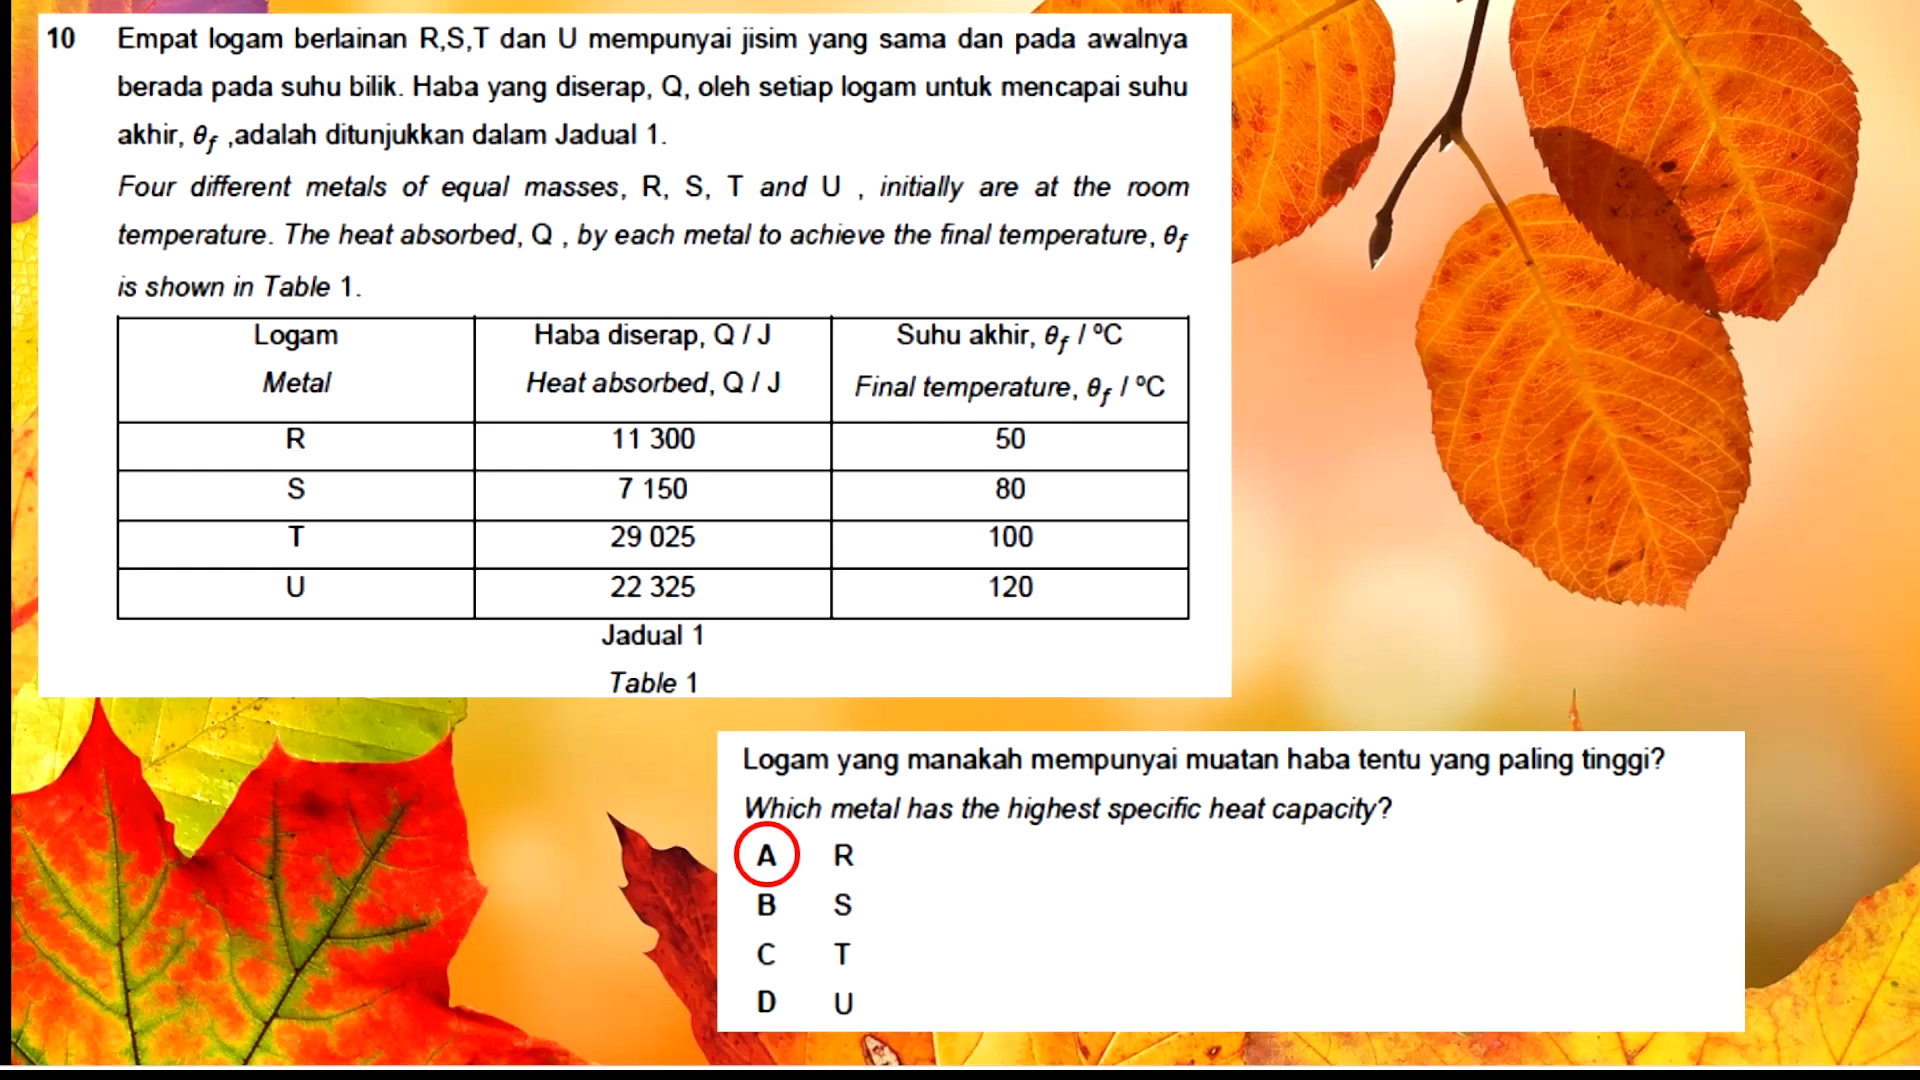 10 Empat logam berlainan R,S,T dan U mempunyai jisim yang sama dan pada awalnya
berada pada suhu bilik. Haba yang diserap, Q, oleh setiap logam untuk mencapai suhu
akhir, θf ,adalah ditunjukkan dalam Jadual 1.
Four different metals of equal masses, R, S, T and U , initially are at the room
temperature. The heat absorbed, Q , by each metal to achieve the final temperature, θf
is shown in Table 1.
Logam Haba diserap, Q / J Suhu akhir, θf / ºC
Metal Heat absorbed, Q / J Final temperature, θf / ºC
R 11 300 50
S 7 150 80
T 29 025 100
U 22 325 120
Jadual 1
Table 1
Logam yang manakah mempunyai muatan haba tentu yang paling tinggi?
Which metal has the highest specific heat capacity?
A R
B S
C T
D U